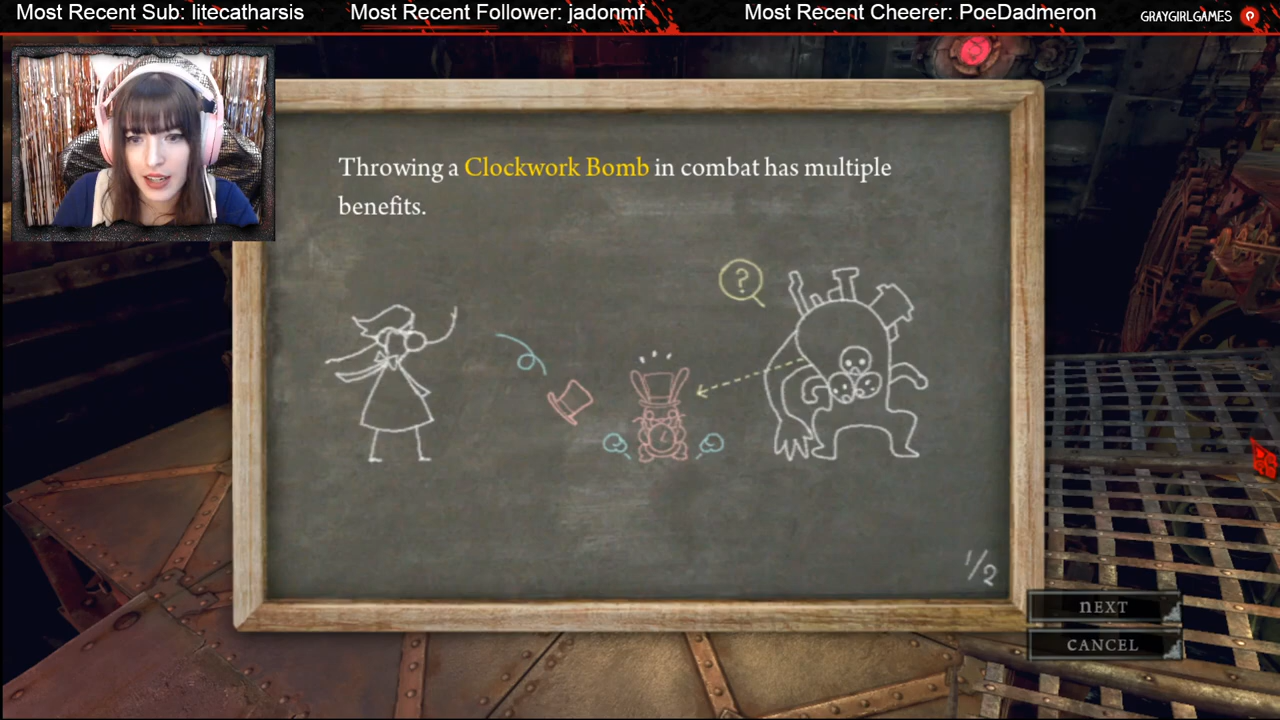 Most Recent Sub: litecatharsis
Most Recent Follower: jadonnf
Most Recent Cheerer: PoeDadmeron
GRAYGIRLGAMES
Throwing a Clockwork Bomb in combat has multiple
benefits.
?
1/2
NEXT
CANCEL